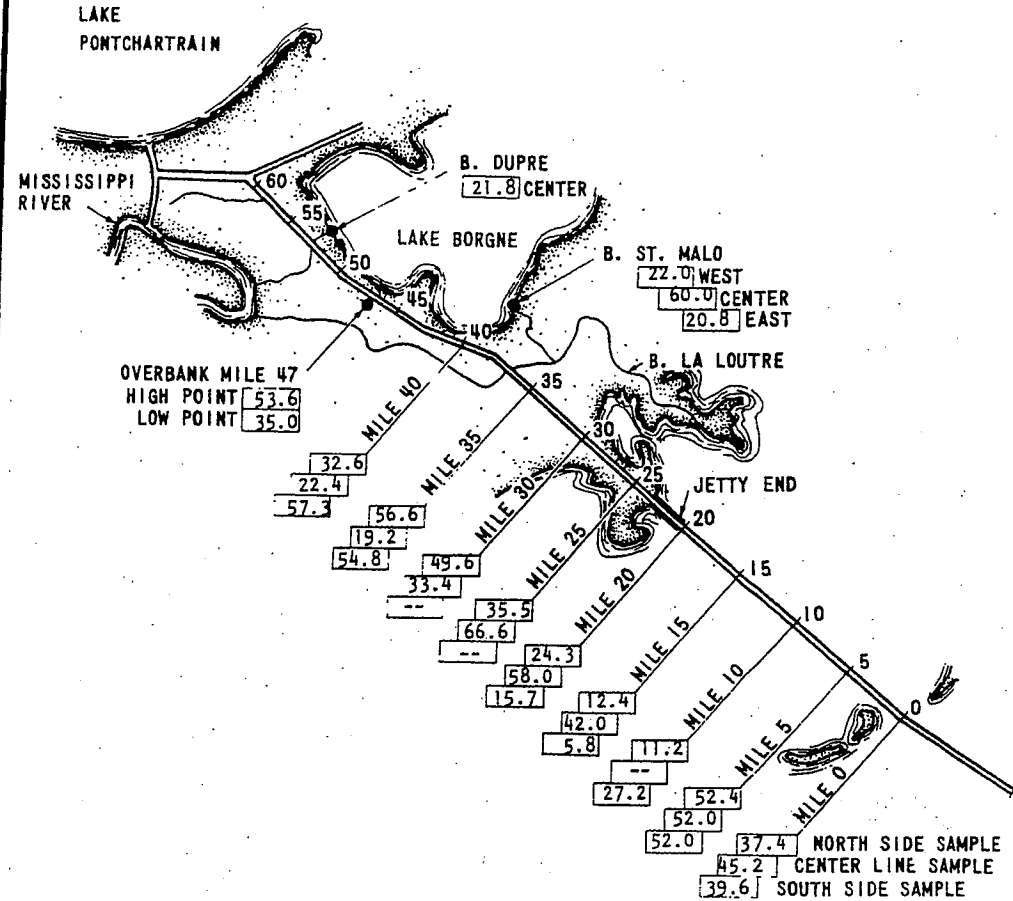 LAKE
PONTCHARTRAIN
MISSISSIPPI
RIVER
60
B. DUPRE
21.8 CENTER
55
LAKE BORGNE
50
B. ST. MALO
22.0 WEST
60.0 CENTER
20.8 EAST
45
40
B. LA LOUTRE
OVERBANK MILE 47
HIGH POINT 53.6
LOW POINT 35.0
35
30
25
JETTY END
20
15
10
5
0
MILE 40
32.6
22.4
57.3
MILE 35
56.6
19.2
54.8
MILE 30
49.6
33.4
--
MILE 25
35.5
66.6
--
MILE 20
24.3
58.0
15.7
MILE 15
12.4
42.0
5.8
MILE 10
11.2
--
27.2
MILE 5
52.4
52.0
52.0
MILE 0
37.4 NORTH SIDE SAMPLE
45.2 CENTER LINE SAMPLE
39.6 SOUTH SIDE SAMPLE